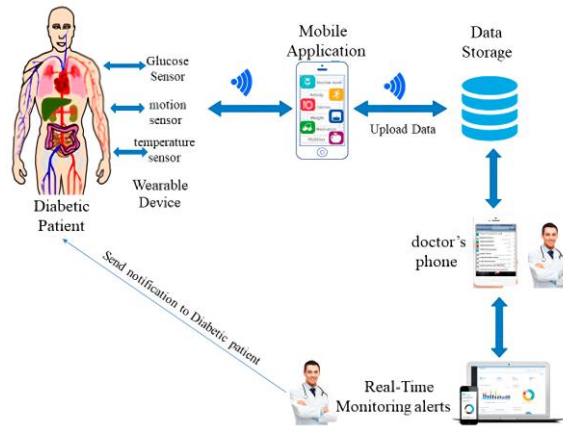 Mobile
Application
Data
Storage
Glucose
Sensor
motion
sensor
temperature
sensor
Wearable
Device
Upload Data
Diabetic
Patient
doctor's
phone
Send notification to Diabetic patient
Real-Time
Monitoring alerts